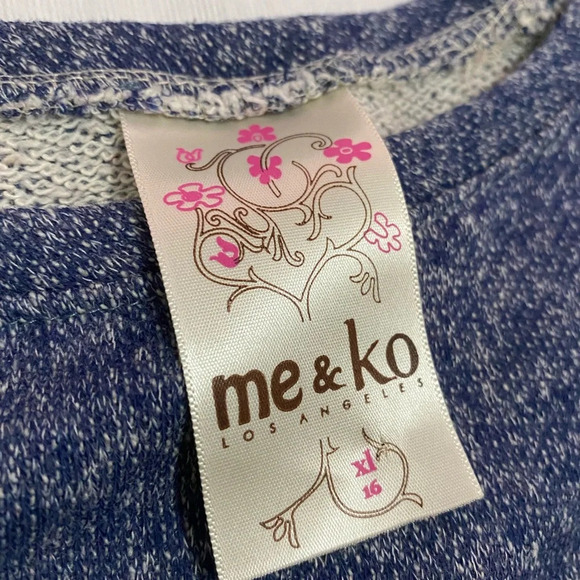 me & ko
LOS ANGELES
xl
16